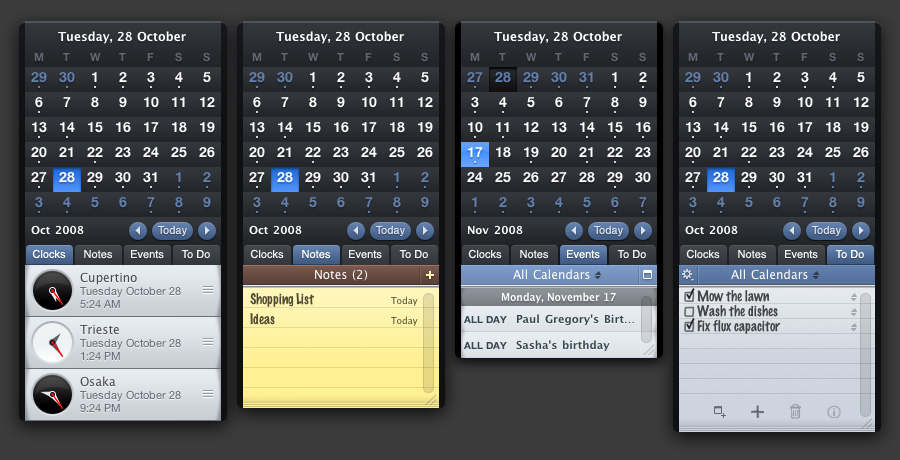 Tuesday, 28 October
M T W T F S S
29 30 1 2 3 4 5
6 7 8 9 10 11 12
13 14 15 16 17 18 19
20 21 22 23 24 25 26
27 28 29 30 31 1 2
3 4 5 6 7 8 9
Oct 2008 Today
Clocks Notes Events To Do
Cupertino
Tuesday October 28
5:24 AM
Trieste
Tuesday October 28
1:24 PM
Osaka
Tuesday October 28
9:24 PM
Tuesday, 28 October
M T W T F S S
29 30 1 2 3 4 5
6 7 8 9 10 11 12
13 14 15 16 17 18 19
20 21 22 23 24 25 26
27 28 29 30 31 1 2
3 4 5 6 7 8 9
Oct 2008 Today
Clocks Notes Events To Do
Notes (2)
Shopping List Today
Ideas Today
Tuesday, 28 October
M T W T F S S
27 28 29 30 31 1 2
3 4 5 6 7 8 9
10 11 12 13 14 15 16
17 18 19 20 21 22 23
24 25 26 27 28 29 30
1 2 3 4 5 6 7
Nov 2008 Today
Clocks Notes Events To Do
All Calendars
Monday, November 17
ALL DAY Paul Gregory's Birt...
ALL DAY Sasha's birthday
Tuesday, 28 October
M T W T F S S
29 30 1 2 3 4 5
6 7 8 9 10 11 12
13 14 15 16 17 18 19
20 21 22 23 24 25 26
27 28 29 30 31 1 2
3 4 5 6 7 8 9
Oct 2008 Today
Clocks Notes Events To Do
All Calendars
Mow the lawn
Wash the dishes
Fix flux capacitor